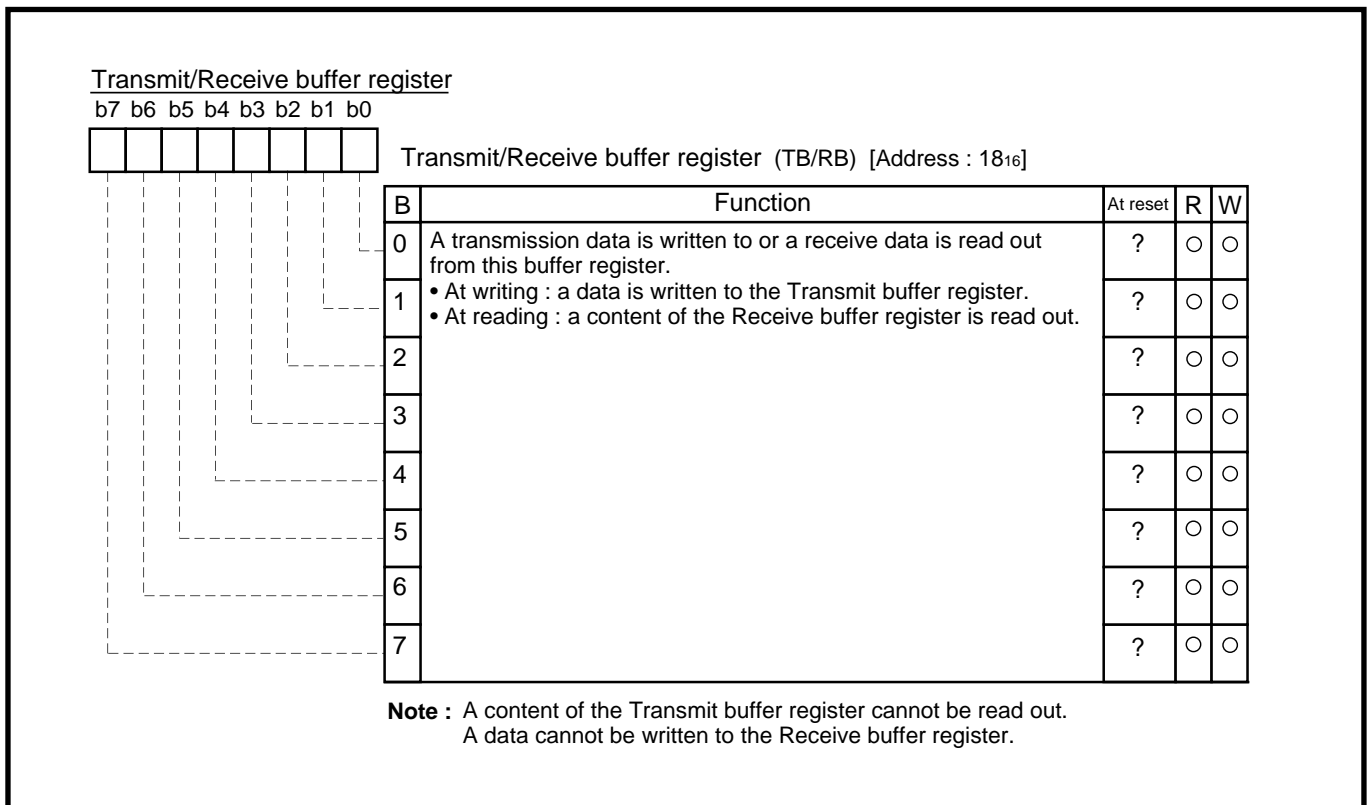 Transmit/Receive buffer register
b7 b6 b5 b4 b3 b2 b1 b0
Transmit/Receive buffer register (TB/RB) [Address : 18₁₆]
B Function At reset R W
0 A transmission data is written to or a receive data is read out ? ○ ○
from this buffer register.
1 • At writing : a data is written to the Transmit buffer register. ? ○ ○
• At reading : a content of the Receive buffer register is read out.
2 ? ○ ○
3 ? ○ ○
4 ? ○ ○
5 ? ○ ○
6 ? ○ ○
7 ? ○ ○
Note : A content of the Transmit buffer register cannot be read out.
A data cannot be written to the Receive buffer register.